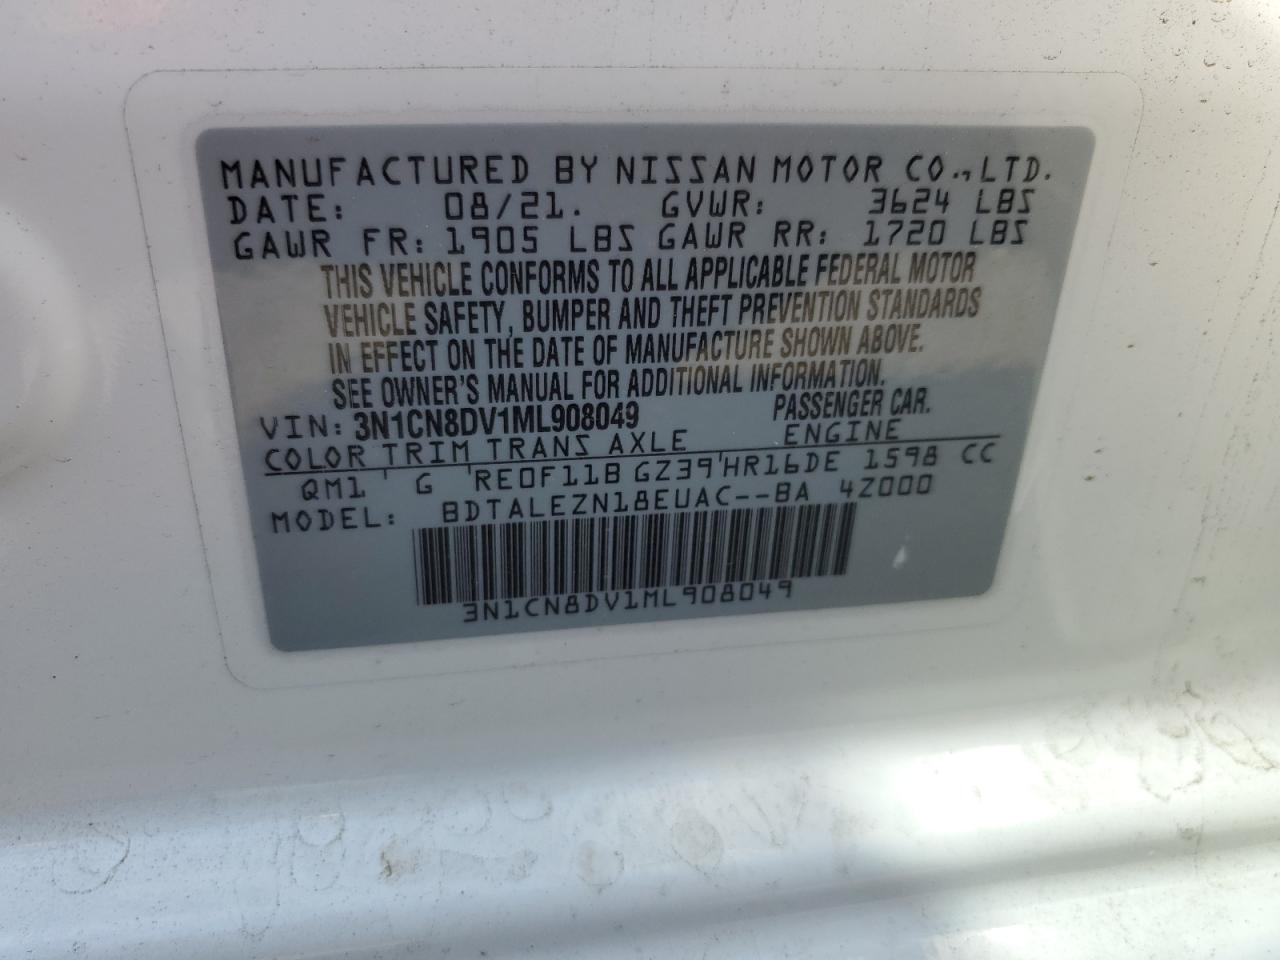 MANUFACTURED BY NISSAN MOTOR CO., LTD.
DATE: 08/21. GVWR: 3624 LBS
GAWR FR: 1905 LBS GAWR RR: 1720 LBS
THIS VEHICLE CONFORMS TO ALL APPLICABLE FEDERAL MOTOR
VEHICLE SAFETY, BUMPER AND THEFT PREVENTION STANDARDS
IN EFFECT ON THE DATE OF MANUFACTURE SHOWN ABOVE.
SEE OWNER'S MANUAL FOR ADDITIONAL INFORMATION.
VIN: 3N1CN8DV1ML908049 PASSENGER CAR.
COLOR TRIM TRANS AXLE ENGINE
QM1 G RE0F11B GZ39 HR16DE 1598 CC
MODEL: BDTALEZN18EUAC--BA 4Z000
3N1CN8DV1ML908049